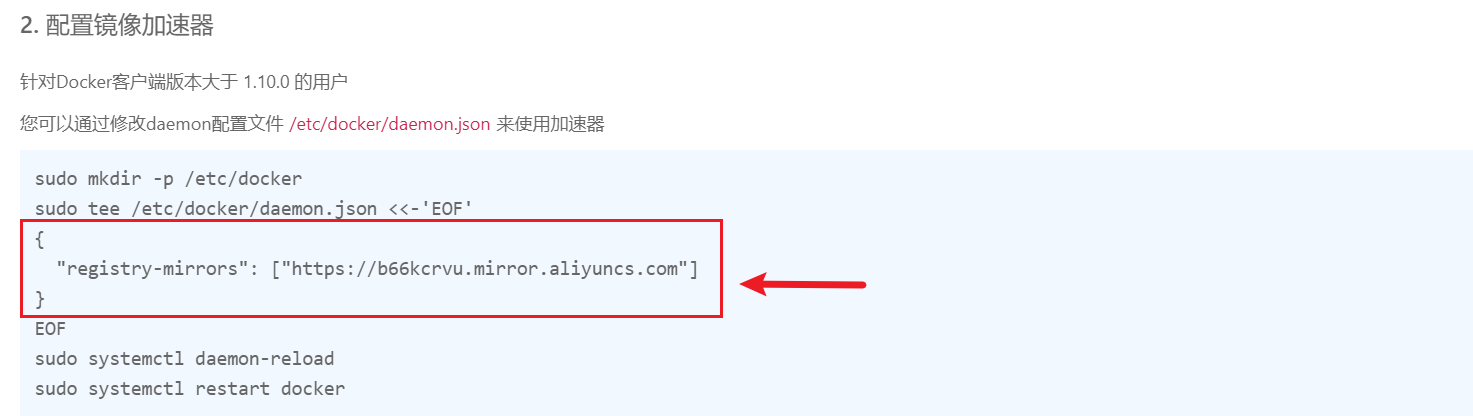 2. 配置镜像加速器
针对Docker客户端版本大于 1.10.0 的用户
您可以通过修改daemon配置文件 /etc/docker/daemon.json 来使用加速器
sudo mkdir -p /etc/docker
sudo tee /etc/docker/daemon.json <<-'EOF'
{
  "registry-mirrors": ["https://b66kcrvu.mirror.aliyuncs.com"]
}
EOF
sudo systemctl daemon-reload
sudo systemctl restart docker